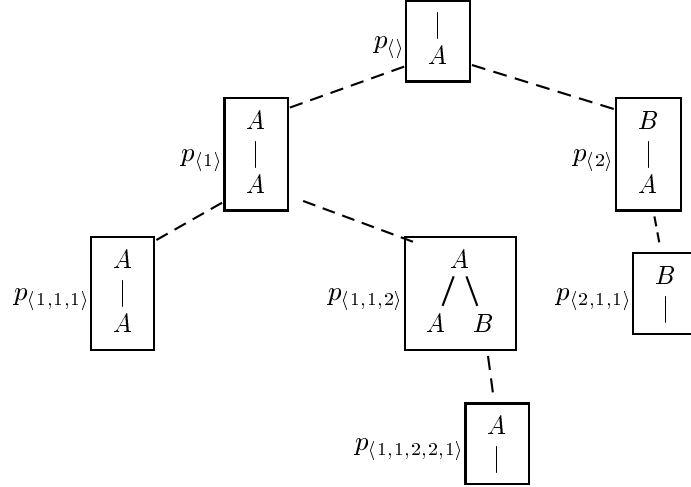 p⟨⟩ A
A B
p⟨1⟩ p⟨2⟩
A A
A A B
p⟨1,1,1⟩ p⟨1,1,2⟩ p⟨2,1,1⟩
A A B
A
p⟨1,1,2,2,1⟩